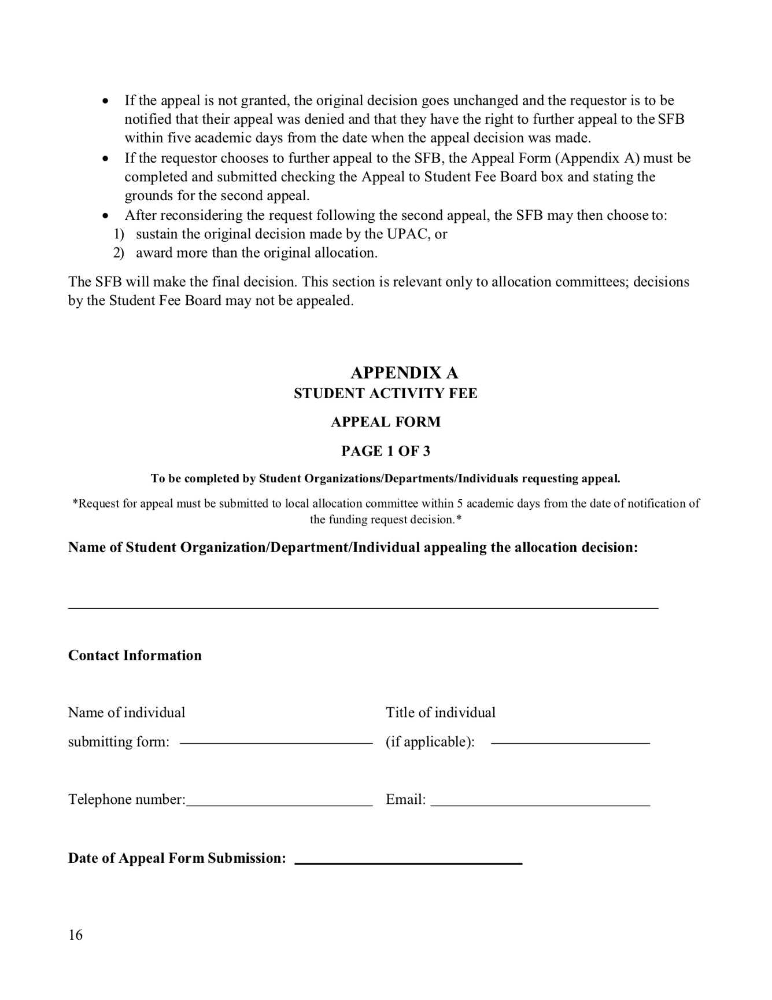 • If the appeal is not granted, the original decision goes unchanged and the requestor is to be
notified that their appeal was denied and that they have the right to further appeal to the SFB
within five academic days from the date when the appeal decision was made.
• If the requestor chooses to further appeal to the SFB, the Appeal Form (Appendix A) must be
completed and submitted checking the Appeal to Student Fee Board box and stating the
grounds for the second appeal.
• After reconsidering the request following the second appeal, the SFB may then choose to:
1) sustain the original decision made by the UPAC, or
2) award more than the original allocation.
The SFB will make the final decision. This section is relevant only to allocation committees; decisions
by the Student Fee Board may not be appealed.
APPENDIX A
STUDENT ACTIVITY FEE
APPEAL FORM
PAGE 1 OF 3
To be completed by Student Organizations/Departments/Individuals requesting appeal.
*Request for appeal must be submitted to local allocation committee within 5 academic days from the date of notification of
the funding request decision.*
Name of Student Organization/Department/Individual appealing the allocation decision:
Contact Information
Name of individual Title of individual
submitting form: (if applicable):
Telephone number: Email:
Date of Appeal Form Submission:
16